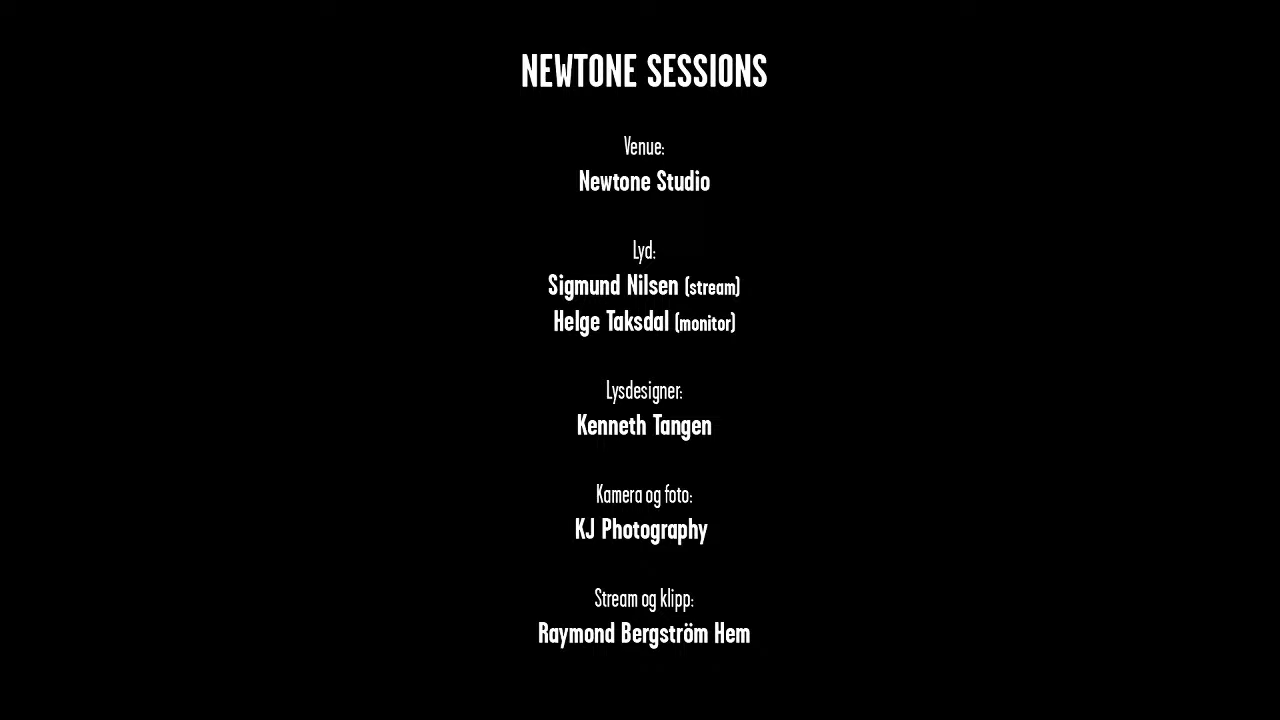 NEWTONE SESSIONS
Venue:
Newtone Studio
Lyd:
Sigmund Nilsen (stream)
Helge Taksdal (monitor)
Lysdesigner:
Kenneth Tangen
Kamera og foto:
KJ Photography
Stream og klipp:
Raymond Bergström Hem